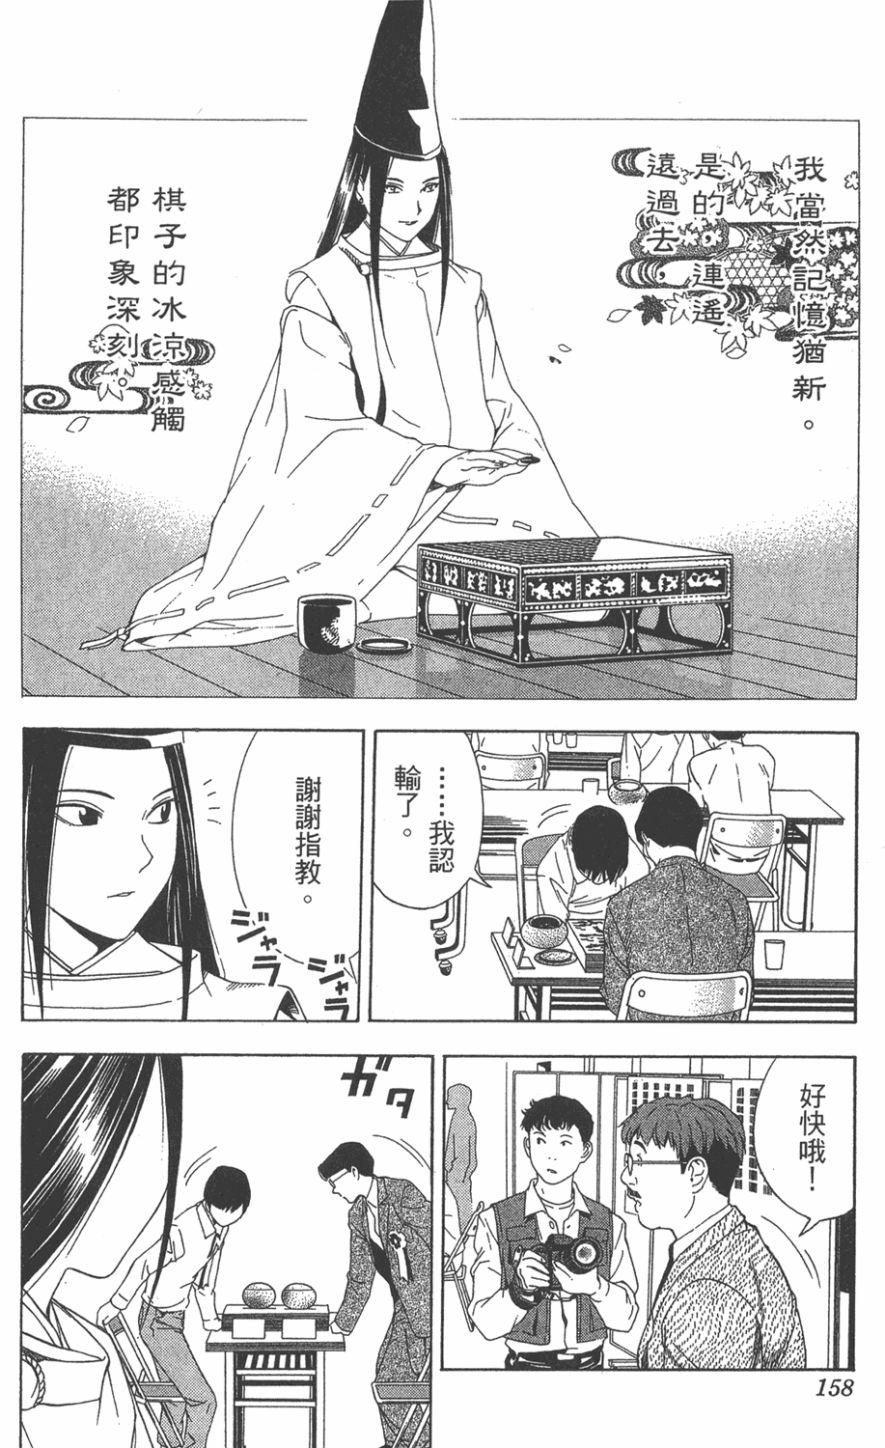 我當然記憶猶新。
是的，連遙
遠過去，
棋子的冰涼感觸
都印象深刻。
……我認
輸了。
謝謝指教。
ジャラ
ジャラ
好快哦！
ガタ
158